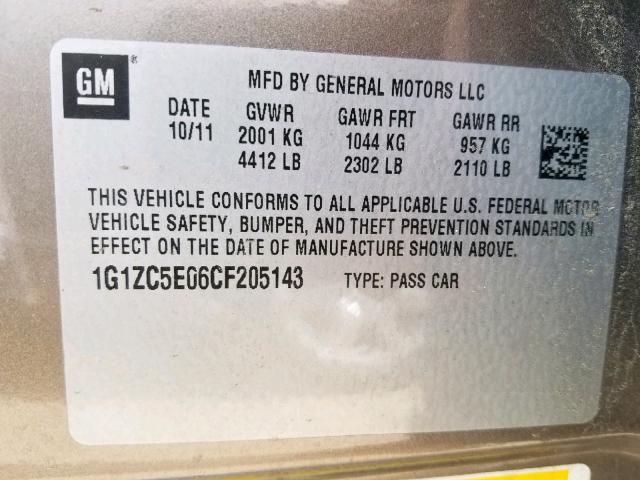 GM
MFD BY GENERAL MOTORS LLC
DATE GVWR GAWR FRT GAWR RR
10/11 2001 KG 1044 KG 957 KG
4412 LB 2302 LB 2110 LB
THIS VEHICLE CONFORMS TO ALL APPLICABLE U.S. FEDERAL MOTOR
VEHICLE SAFETY, BUMPER, AND THEFT PREVENTION STANDARDS IN
EFFECT ON THE DATE OF MANUFACTURE SHOWN ABOVE.
1G1ZC5E06CF205143 TYPE: PASS CAR